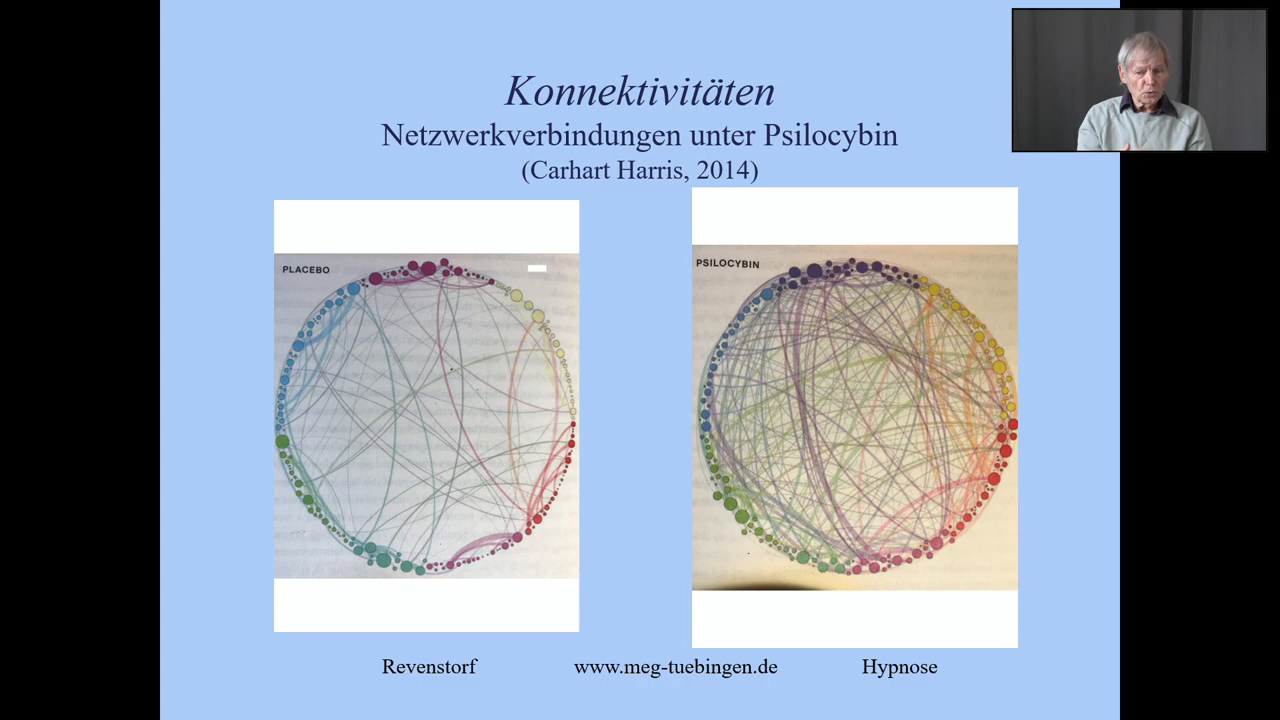 Konnektivitäten
Netzwerkverbindungen unter Psilocybin
(Carhart Harris, 2014)
PLACEBO
PSILOCYBIN
Revenstorf
www.meg-tuebingen.de
Hypnose